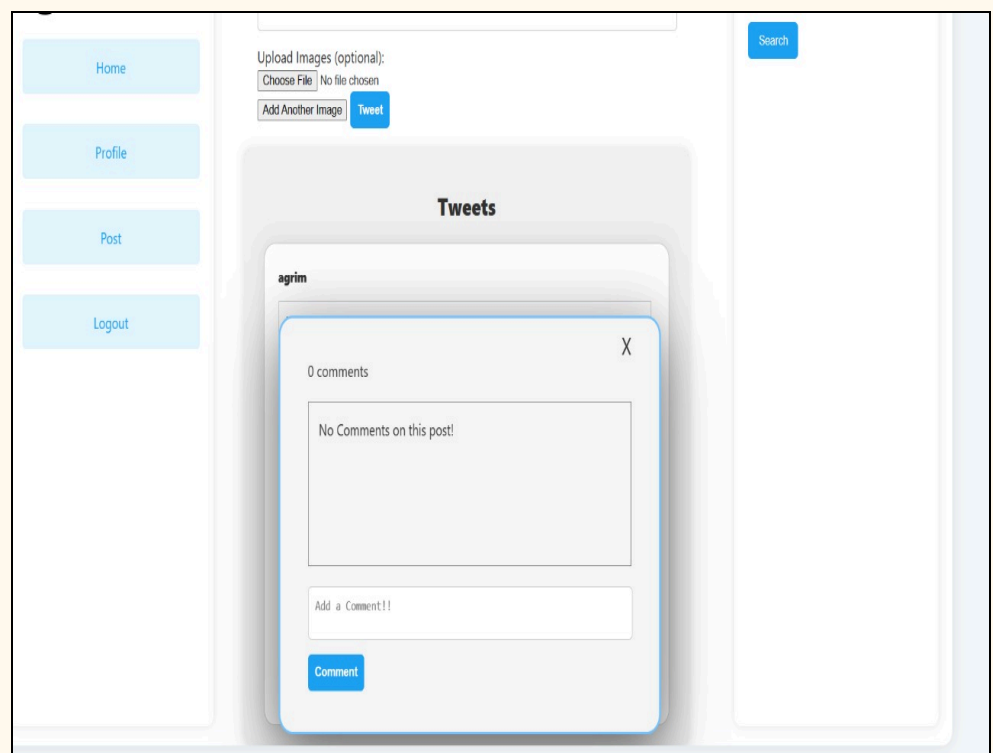 Home
Profile
Post
Logout
Upload Images (optional):
Choose File No file chosen
Add Another Image Tweet
Tweets
agrim
X
0 comments
No Comments on this post!
Add a Comment!!
Comment
Search